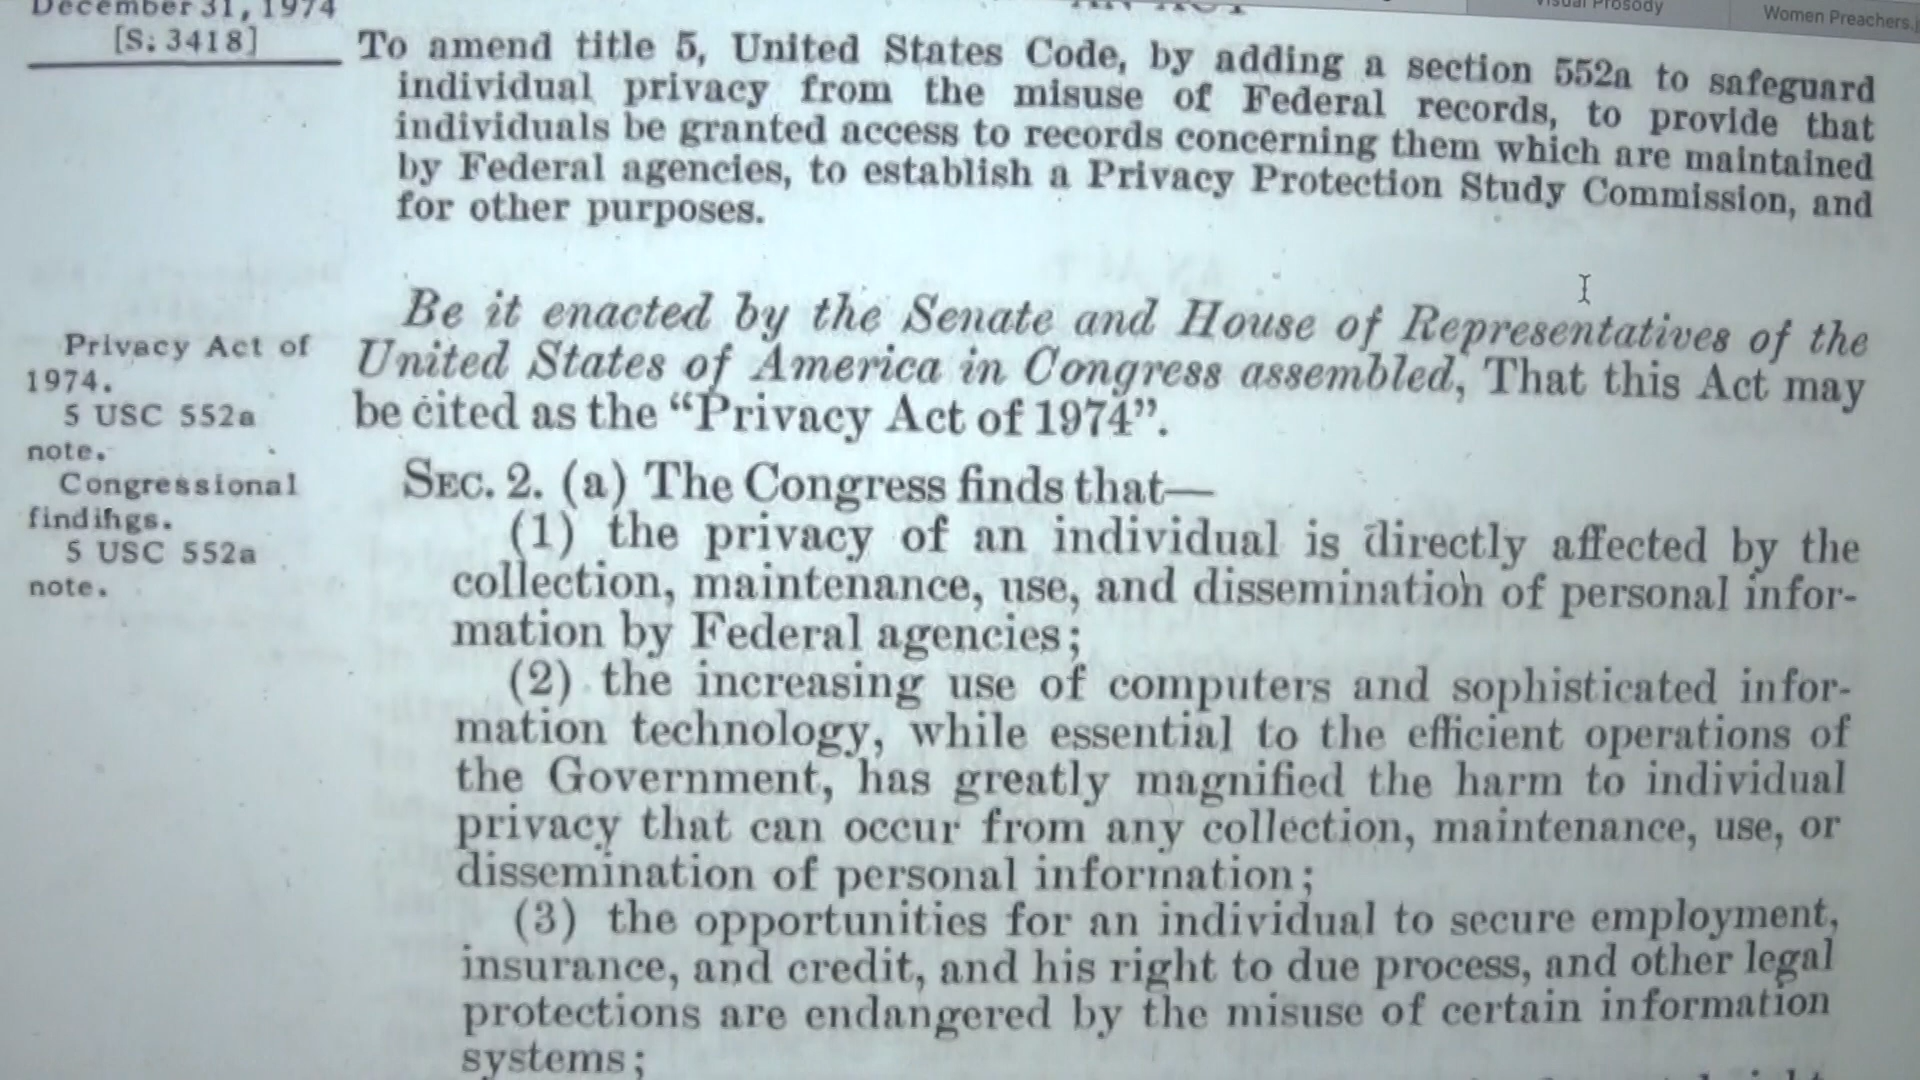 Visual Prosody
Women Preachers.j
AN ACT
December 31, 1974
[S. 3418]
To amend title 5, United States Code, by adding a section 552a to safeguard
individual privacy from the misuse of Federal records, to provide that
individuals be granted access to records concerning them which are maintained
by Federal agencies, to establish a Privacy Protection Study Commission, and
for other purposes.
Be it enacted by the Senate and House of Representatives of the
United States of America in Congress assembled, That this Act may
be cited as the “Privacy Act of 1974”.
Privacy Act of
1974.
5 USC 552a
note.
Congressional
findings.
5 USC 552a
note.
SEC. 2. (a) The Congress finds that—
(1) the privacy of an individual is directly affected by the
collection, maintenance, use, and dissemination of personal infor-
mation by Federal agencies;
(2) the increasing use of computers and sophisticated infor-
mation technology, while essential to the efficient operations of
the Government, has greatly magnified the harm to individual
privacy that can occur from any collection, maintenance, use, or
dissemination of personal information;
(3) the opportunities for an individual to secure employment,
insurance, and credit, and his right to due process, and other legal
protections are endangered by the misuse of certain information
systems;